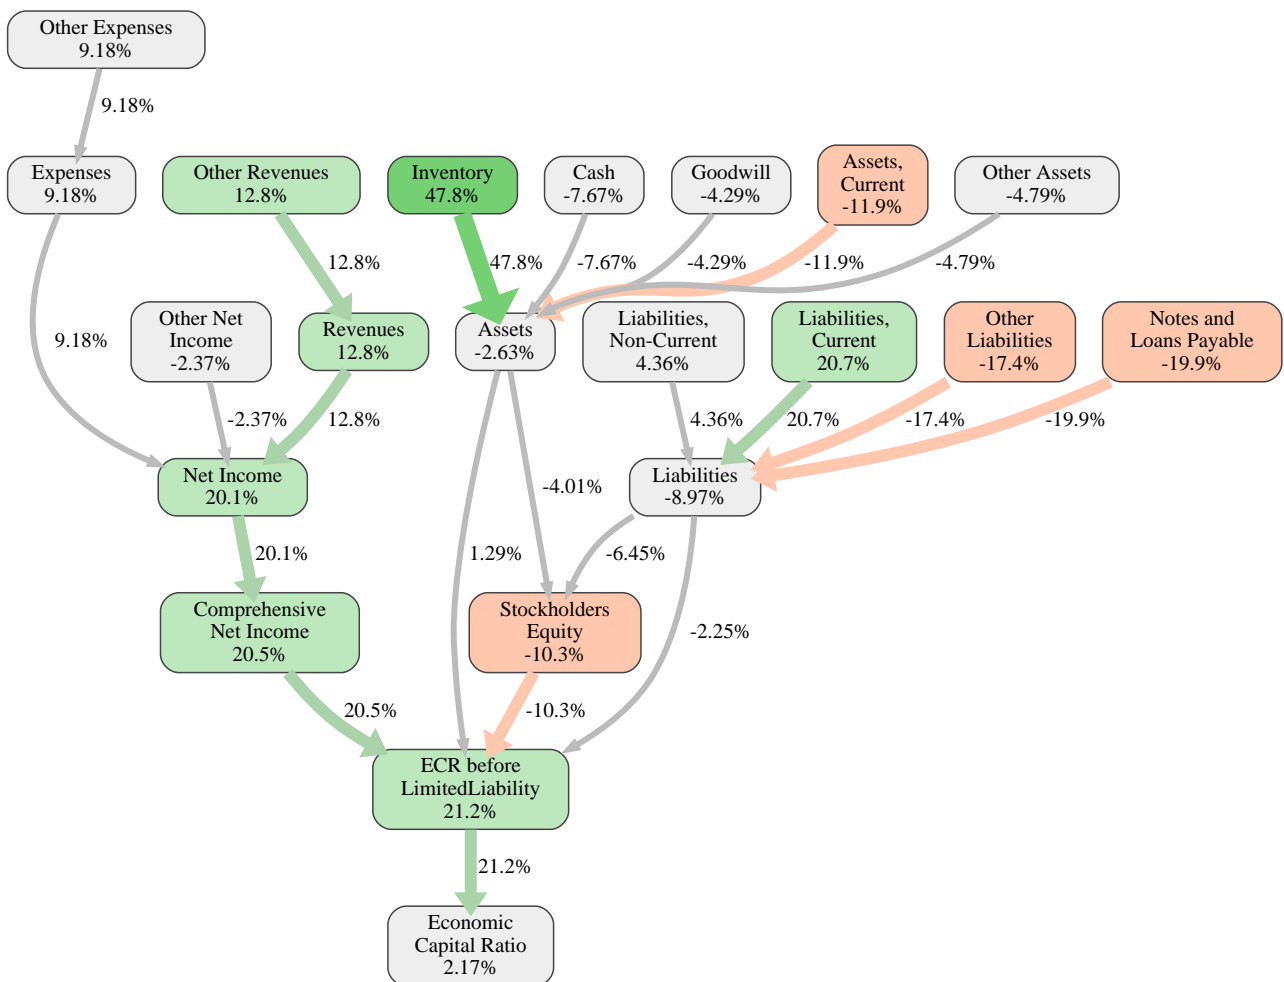 Other Expenses
9.18%
9.18%
Expenses
9.18%
Other Revenues
12.8%
Inventory
47.8%
Cash
-7.67%
Goodwill
-4.29%
Assets,
Current
-11.9%
Other Assets
-4.79%
12.8%
47.8%
-7.67%
-4.29%
-11.9%
-4.79%
9.18%
Other Net
Income
-2.37%
Revenues
12.8%
Assets
-2.63%
Liabilities,
Non-Current
4.36%
Liabilities,
Current
20.7%
Other
Liabilities
-17.4%
Notes and
Loans Payable
-19.9%
-2.37%
12.8%
4.36%
20.7%
-17.4%
-19.9%
Net Income
20.1%
-4.01%
Liabilities
-8.97%
20.1%
1.29%
-6.45%
Comprehensive
Net Income
20.5%
Stockholders
Equity
-10.3%
-2.25%
20.5%
-10.3%
ECR before
LimitedLiability
21.2%
21.2%
Economic
Capital Ratio
2.17%